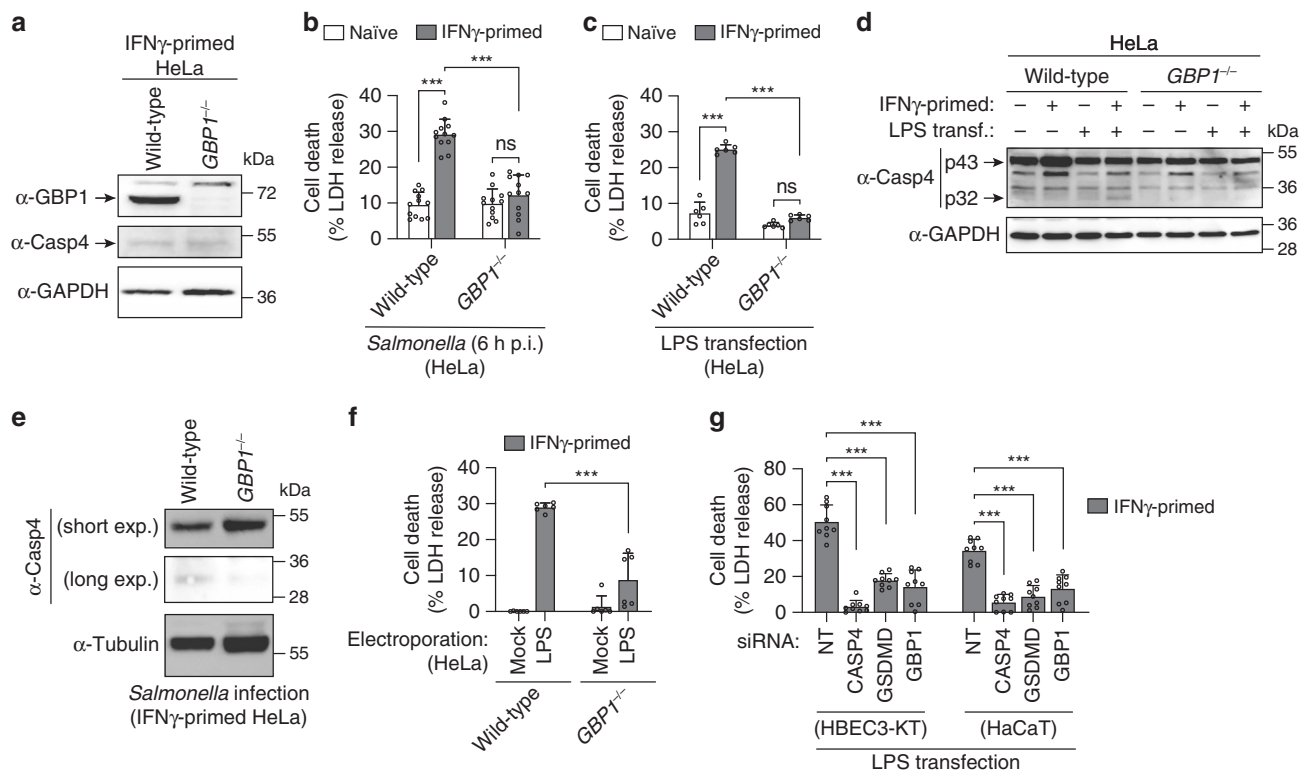 a
IFNγ-primed
HeLa
Wild-type
GBP1–/–
kDa
α-GBP1
72
α-Casp4
55
α-GAPDH
36
b
Naïve IFNγ-primed
***
***
ns
Cell death
(% LDH release)
40
30
20
10
0
Wild-type
GBP1–/–
Salmonella (6 h p.i.)
(HeLa)
c
Naïve IFNγ-primed
***
***
ns
Cell death
(% LDH release)
40
30
20
10
0
Wild-type
GBP1–/–
LPS transfection
(HeLa)
d
HeLa
Wild-type GBP1–/–
IFNγ-primed: – + – + – + – +
LPS transf.: – – + + – – + + kDa
α-Casp4
p43
p32
55
36
α-GAPDH
36
28
e
Wild-type
GBP1–/–
kDa
α-Casp4
(short exp.)
55
(long exp.)
36
28
α-Tubulin
55
Salmonella infection
(IFNγ-primed HeLa)
f
IFNγ-primed
***
Cell death
(% LDH release)
40
30
20
10
0
Electroporation:
(HeLa)
Mock
LPS
Mock
LPS
Wild-type
GBP1–/–
g
***
***
***
***
***
***
IFNγ-primed
Cell death
(% LDH release)
80
60
40
20
0
siRNA:
NT
CASP4
GSDMD
GBP1
NT
CASP4
GSDMD
GBP1
(HBEC3-KT) (HaCaT)
LPS transfection